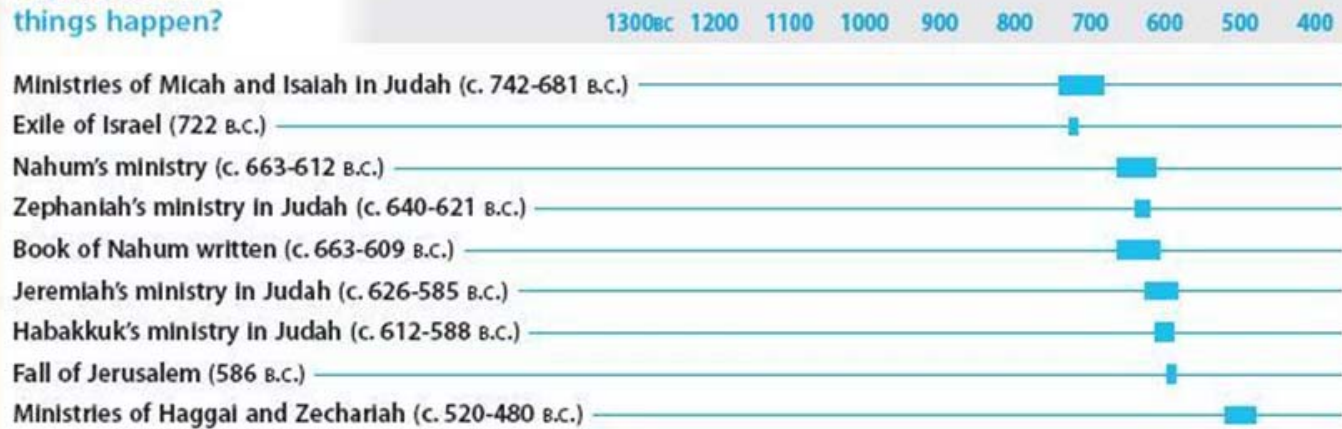 things happen?
1300BC 1200 1100 1000 900 800 700 600 500 400
Ministries of Micah and Isaiah in Judah (c. 742-681 B.C.)
Exile of Israel (722 B.C.)
Nahum's ministry (c. 663-612 B.C.)
Zephaniah's ministry in Judah (c. 640-621 B.C.)
Book of Nahum written (c. 663-609 B.C.)
Jeremiah's ministry in Judah (c. 626-585 B.C.)
Habakkuk's ministry in Judah (c. 612-588 B.C.)
Fall of Jerusalem (586 B.C.)
Ministries of Haggai and Zechariah (c. 520-480 B.C.)